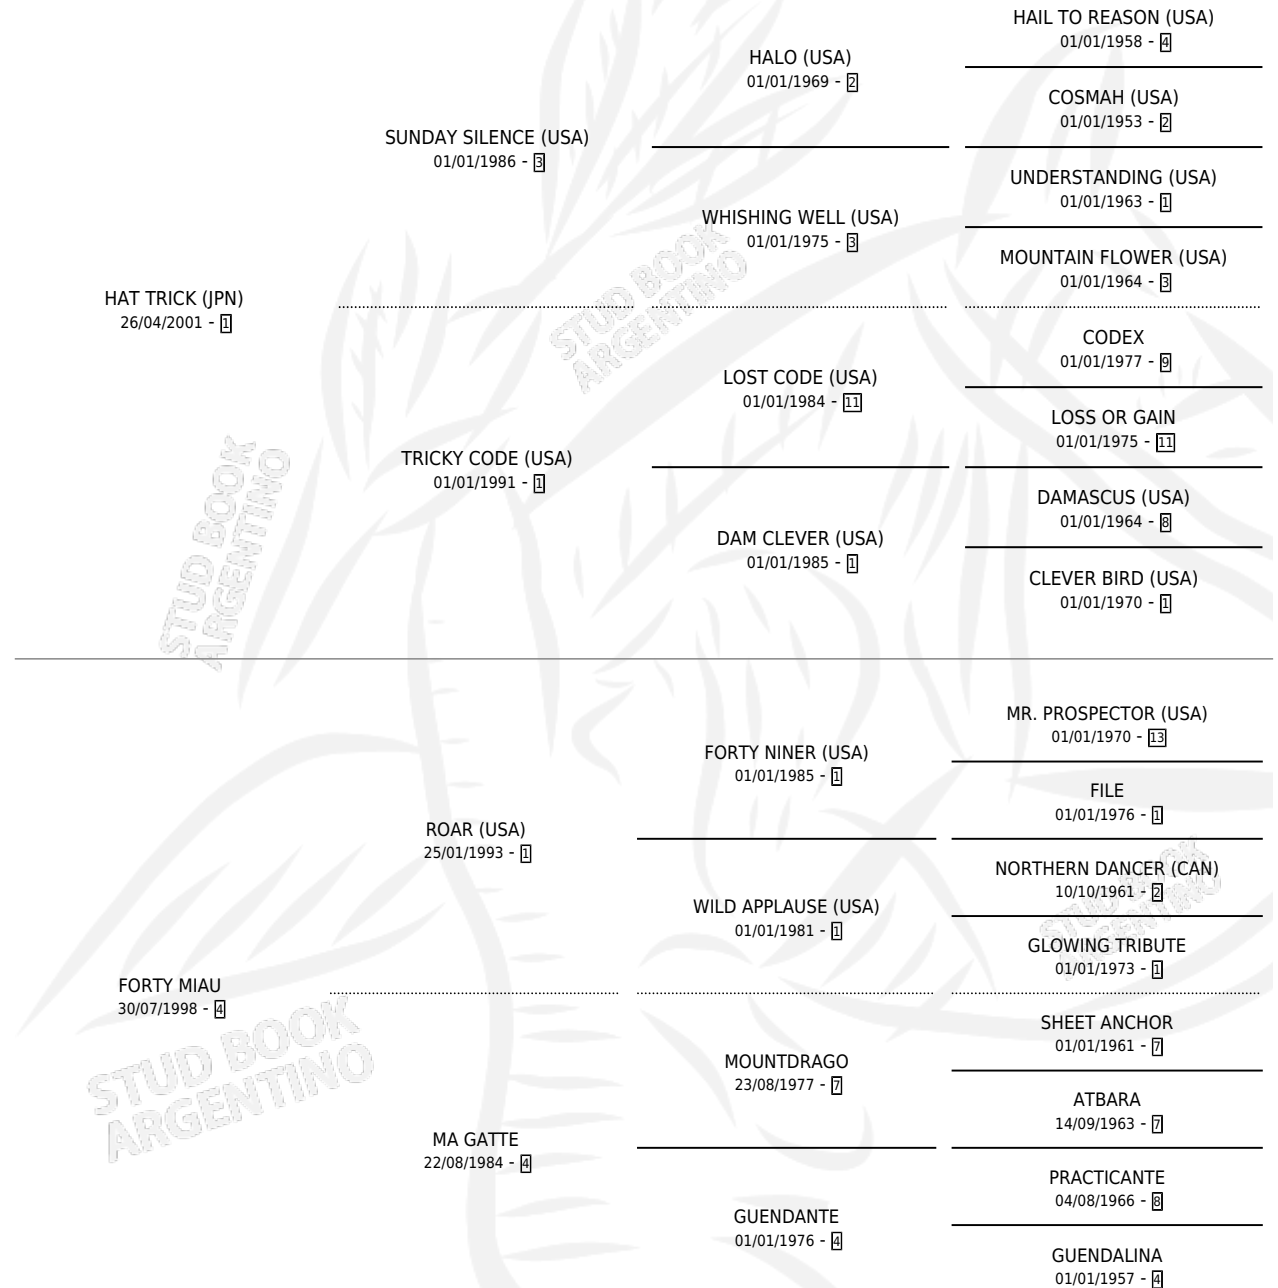 HAIL TO REASON (USA)
01/01/1958 - 4
HALO (USA)
01/01/1969 - 2
COSMAH (USA)
01/01/1953 - 2
SUNDAY SILENCE (USA)
01/01/1986 - 3
UNDERSTANDING (USA)
01/01/1963 - 1
WHISHING WELL (USA)
01/01/1975 - 3
MOUNTAIN FLOWER (USA)
01/01/1964 - 3
HAT TRICK (JPN)
26/04/2001 - 1
CODEX
01/01/1977 - 9
LOST CODE (USA)
01/01/1984 - 11
LOSS OR GAIN
01/01/1975 - 11
TRICKY CODE (USA)
01/01/1991 - 1
DAMASCUS (USA)
01/01/1964 - 8
DAM CLEVER (USA)
01/01/1985 - 1
CLEVER BIRD (USA)
01/01/1970 - 1
MR. PROSPECTOR (USA)
01/01/1970 - 13
FORTY NINER (USA)
01/01/1985 - 1
FILE
01/01/1976 - 1
ROAR (USA)
25/01/1993 - 1
NORTHERN DANCER (CAN)
10/10/1961 - 2
WILD APPLAUSE (USA)
01/01/1981 - 1
GLOWING TRIBUTE
01/01/1973 - 1
FORTY MIAU
30/07/1998 - 4
SHEET ANCHOR
01/01/1961 - 7
MOUNTDRAGO
23/08/1977 - 7
ATBARA
14/09/1963 - 7
MA GATTE
22/08/1984 - 4
PRACTICANTE
04/08/1966 - 8
GUENDANTE
01/01/1976 - 4
GUENDALINA
01/01/1957 - 4
STUD BOOK
ARGENTINO
STUD BOOK
ARGENTINO
STUD BOOK
ARGENTINO
STUD BOOK
ARGENTINO